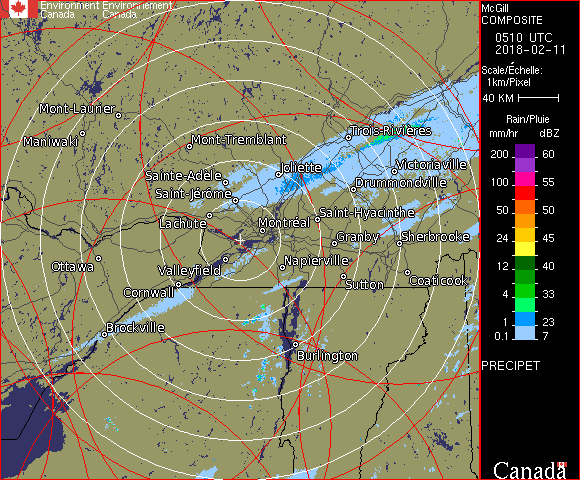 Environment Environnement
Canada Canada
McGill
COMPOSITE
0510 UTC
2018-02-11
Scale/Échelle:
1km/Pixel
40 KM
Rain/Pluie
mm/hr dBZ
200 60
100 55
50 50
24 45
12 40
4 33
1 23
0.1 7
PRECIPET
Canada
Mont-Laurier
Maniwaki
Mont-Tremblant
Trois-Rivières
Sainte-Adèle
Joliette
Victoriaville
Saint-Jérôme
Drummondville
Lachute
Montréal
Saint-Hyacinthe
Granby
Sherbrooke
Ottawa
Valleyfield
Napierville
Cornwall
Sutton
Coaticook
Brockville
Burlington